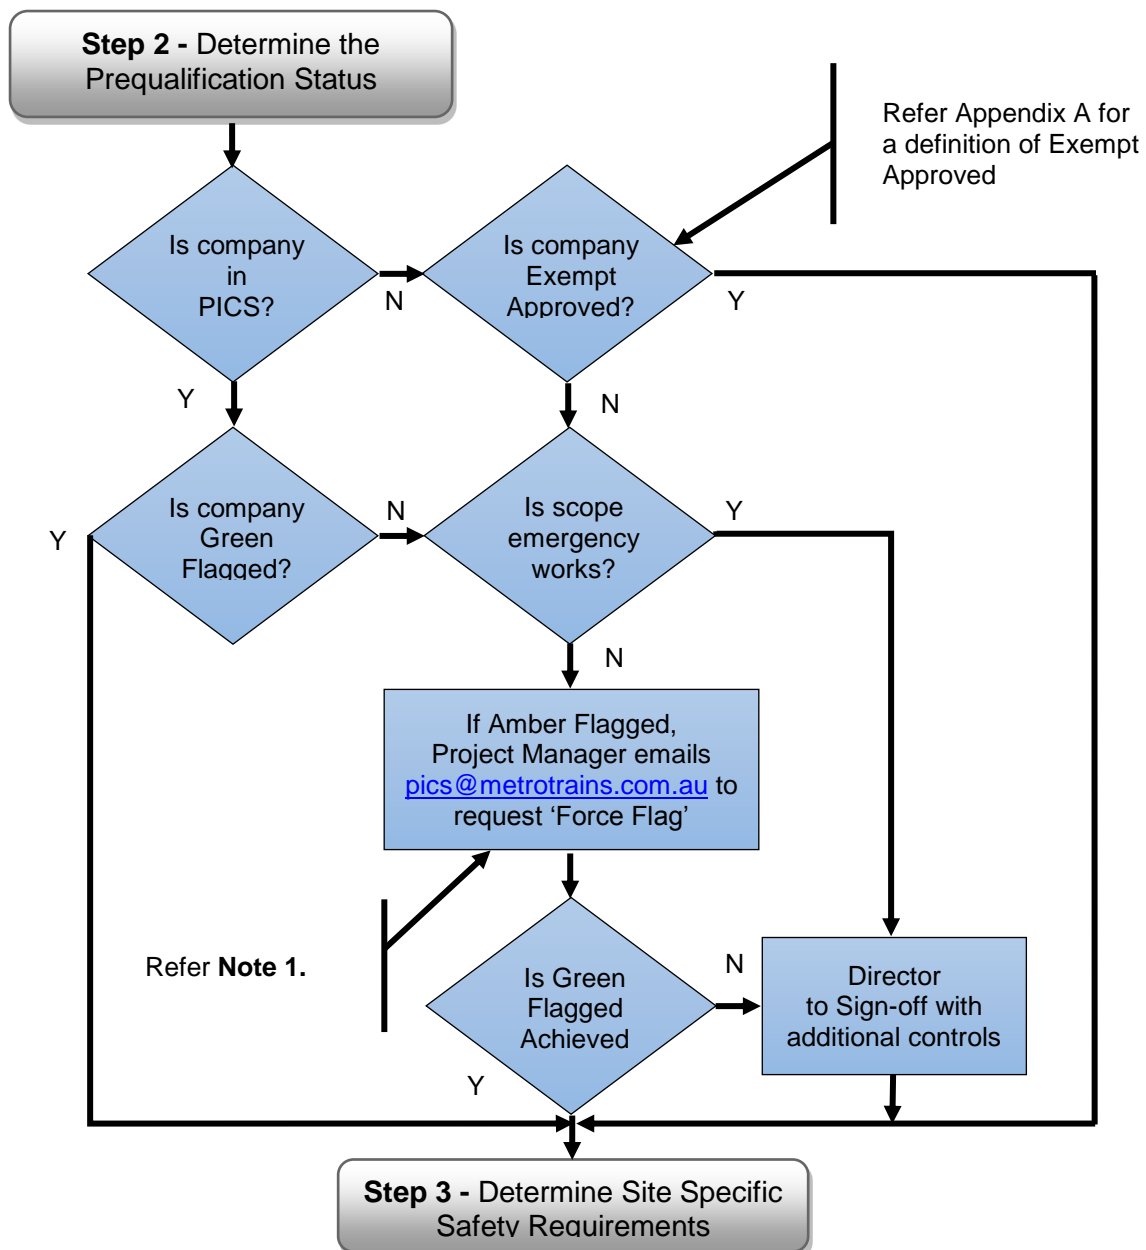 Step 2 - Determine the
Prequalification Status
Refer Appendix A for
a definition of Exempt
Approved
Is company
in
PICS?
N
Is company
Exempt
Approved?
Y
Y
N
Is company
Green
Flagged?
Y
N
Is scope
emergency
works?
Y
N
If Amber Flagged,
Project Manager emails
pics@metrotrains.com.au to
request ‘Force Flag’
Refer Note 1.
Is Green
Flagged
Achieved
N
Y
Director
to Sign-off with
additional controls
Step 3 - Determine Site Specific
Safety Requirements